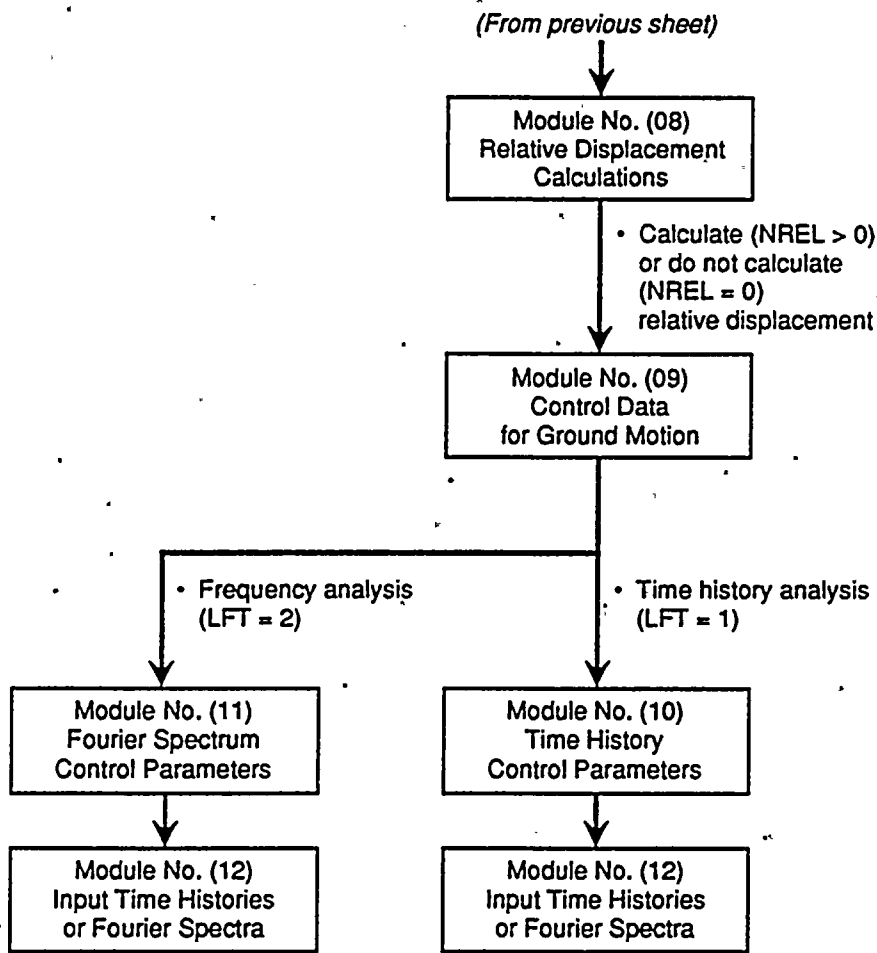 (From previous sheet)
Module No. (08)
Relative Displacement
Calculations
• Calculate (NREL > 0)
or do not calculate
(NREL = 0)
relative displacement
Module No. (09)
Control Data
for Ground Motion
• Frequency analysis
(LFT = 2)
• Time history analysis
(LFT = 1)
Module No. (11)
Fourier Spectrum
Control Parameters
Module No. (10)
Time History
Control Parameters
Module No. (12)
Input Time Histories
or Fourier Spectra
Module No. (12)
Input Time Histories
or Fourier Spectra